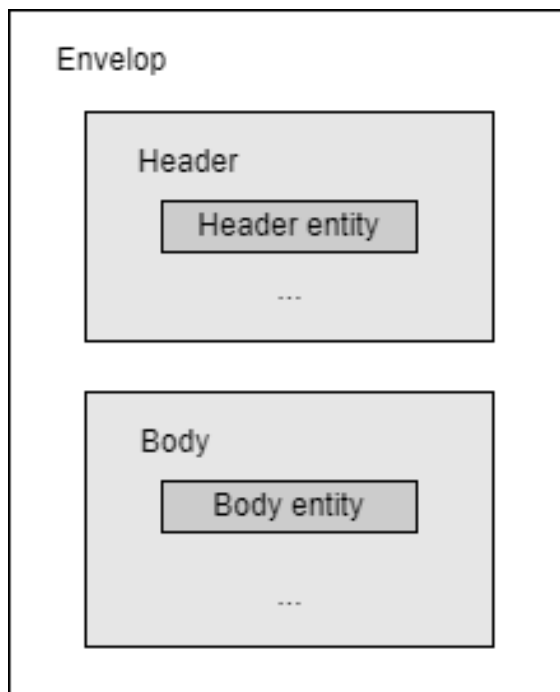 Envelop
Header
Header entity
...
Body
Body entity
...